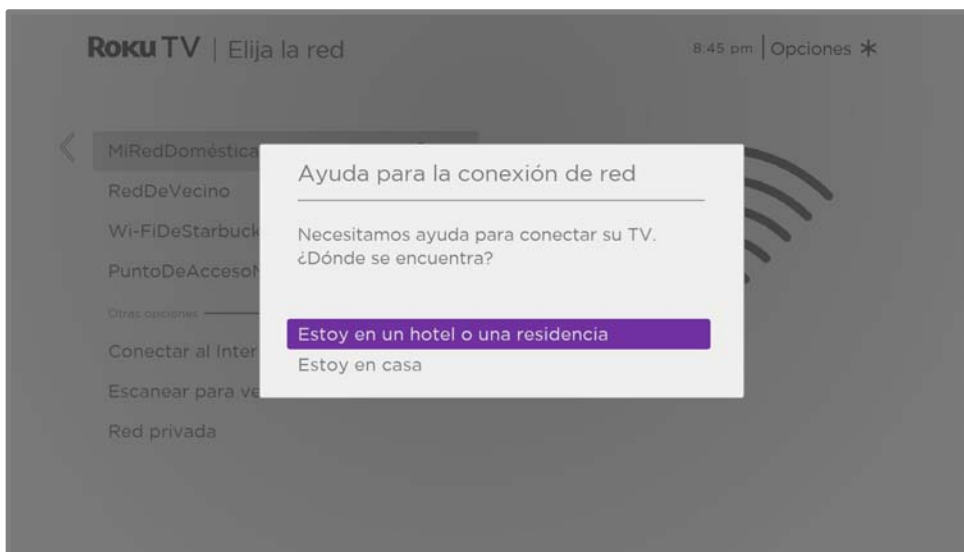 Roku TV | Elija la red
8:45 pm | Opciones *
MiRedDoméstica
RedDeVecino
Wi-FiDeStarbuck
PuntoDeAcceso
Otras opciones
Conectar al Inter
Escanear para ve
Red privada
Ayuda para la conexión de red
Necesitamos ayuda para conectar su TV.
¿Dónde se encuentra?
Estoy en un hotel o una residencia
Estoy en casa